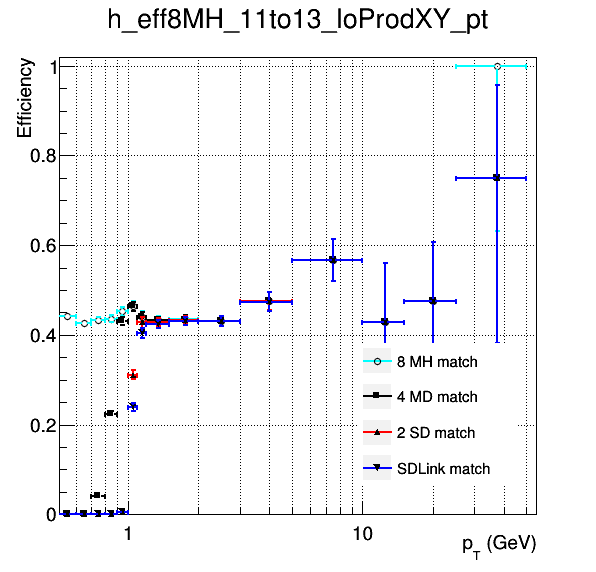 h_eff8MH_11to13_loProdXY_pt
Efficiency
1
0.8
0.6
0.4
0.2
0
8 MH match
4 MD match
2 SD match
SDLink match
1
10
p_T (GeV)